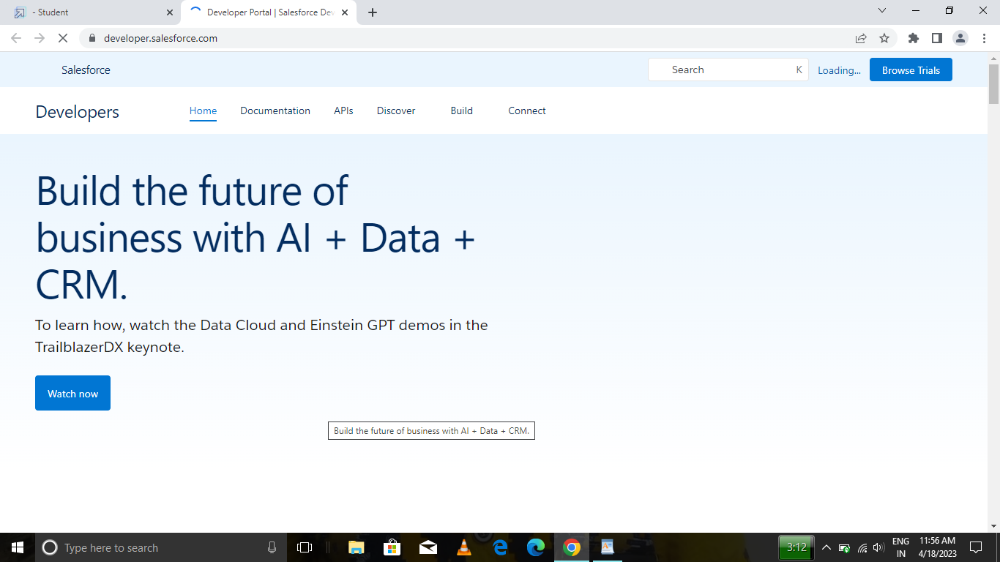 - Student
Developer Portal | Salesforce Dev
developer.salesforce.com
Salesforce
Search K
Loading...
Browse Trials
Developers
Home Documentation APIs Discover Build Connect
Build the future of
business with AI + Data +
CRM.
To learn how, watch the Data Cloud and Einstein GPT demos in the
TrailblazerDX keynote.
Watch now
Build the future of business with AI + Data + CRM.
Type here to search
3:12
ENG
IN
11:56 AM
4/18/2023